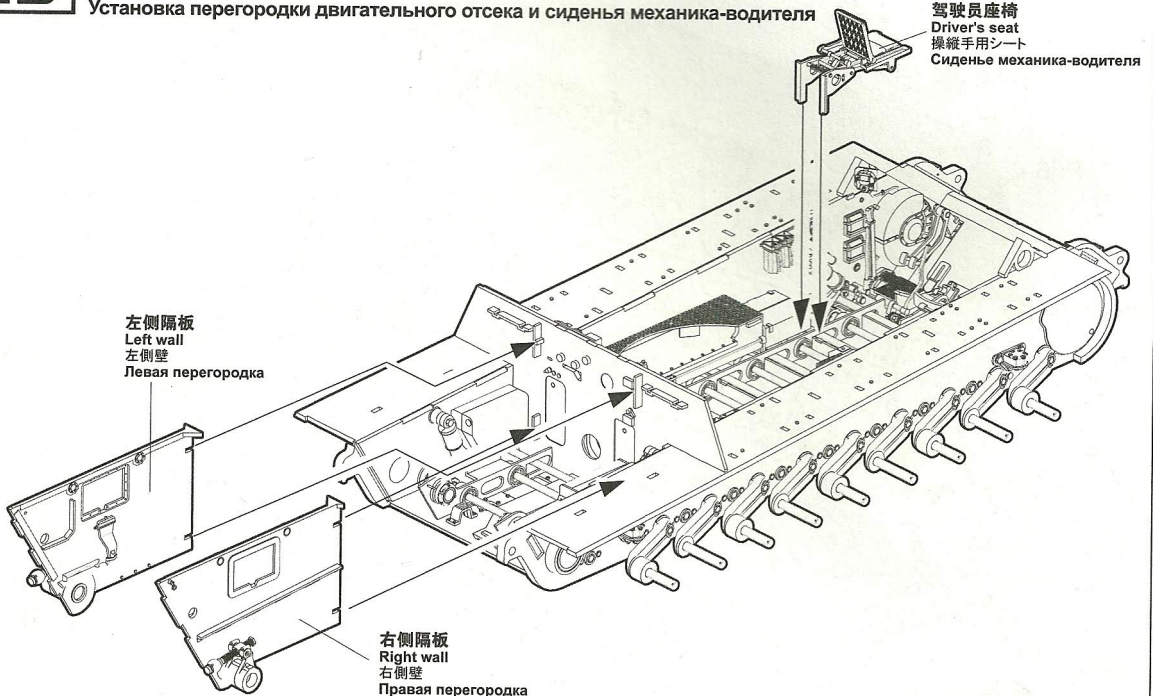 Установка перегородки двигательного отсека и сиденья механика-водителя
驾驶员座椅
Driver's seat
操縦手用シート
Сиденье механика-водителя
左侧隔板
Left wall
左側壁
Левая перегородка
右侧隔板
Right wall
右側壁
Правая перегородка